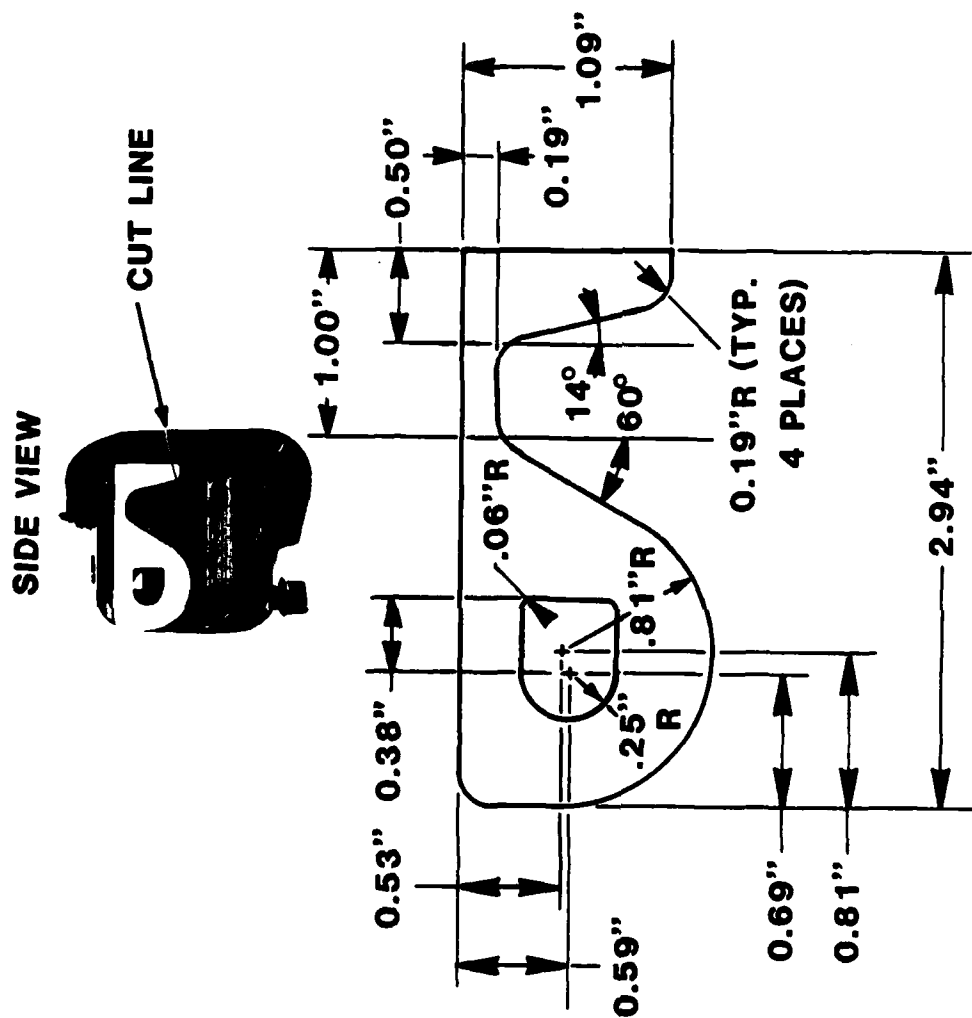 SIDE VIEW
CUT LINE
1.00”
0.50”
0.19”
1.09”
0.38”
.06”R
14°
60°
0.53”
0.59”
.81”R
.25”
R
0.19”R (TYP.
4 PLACES)
0.69”
0.81”
2.94”